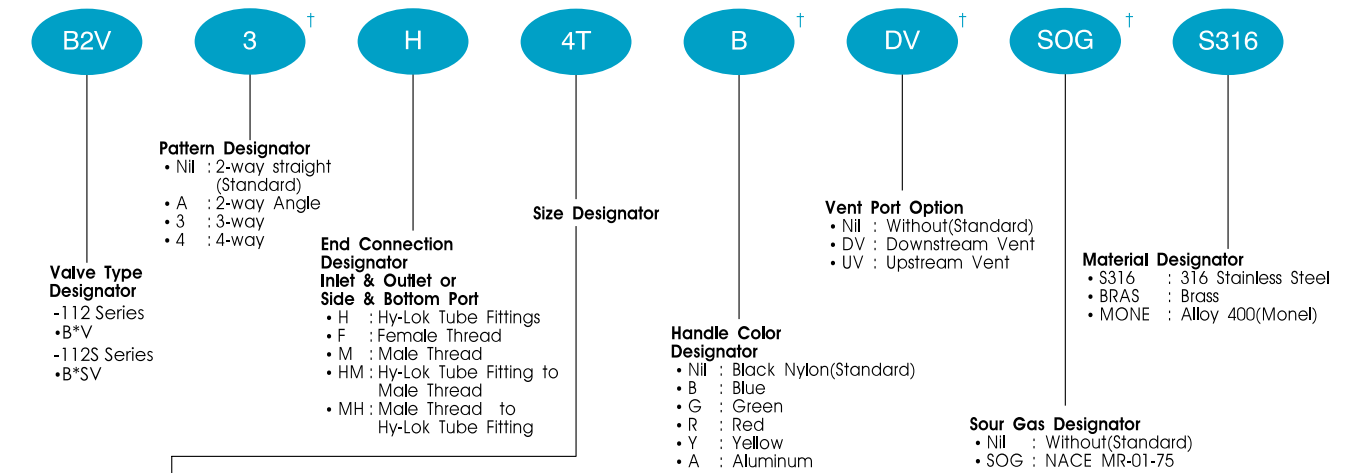 B2V
3
†
H
4T
B
†
DV
†
SOG
†
S316
Pattern Designator
• Nil : 2-way straight
(Standard)
• A : 2-way Angle
• 3 : 3-way
• 4 : 4-way
Size Designator
Vent Port Option
• Nil : Without(Standard)
• DV : Downstream Vent
• UV : Upstream Vent
End Connection
Designator
Inlet & Outlet or
Side & Bottom Port
• H : Hy-Lok Tube Fittings
• F : Female Thread
• M : Male Thread
• HM : Hy-Lok Tube Fitting to
Male Thread
• MH : Male Thread to
Hy-Lok Tube Fitting
Material Designator
• S316 : 316 Stainless Steel
• BRAS : Brass
• MONE : Alloy 400(Monel)
Valve Type
Designator
-112 Series
•B*V
-112S Series
•B*SV
Handle Color
Designator
• Nil : Black Nylon(Standard)
• B : Blue
• G : Green
• R : Red
• Y : Yellow
• A : Aluminum
Sour Gas Designator
• Nil : Without(Standard)
• SOG : NACE MR-01-75